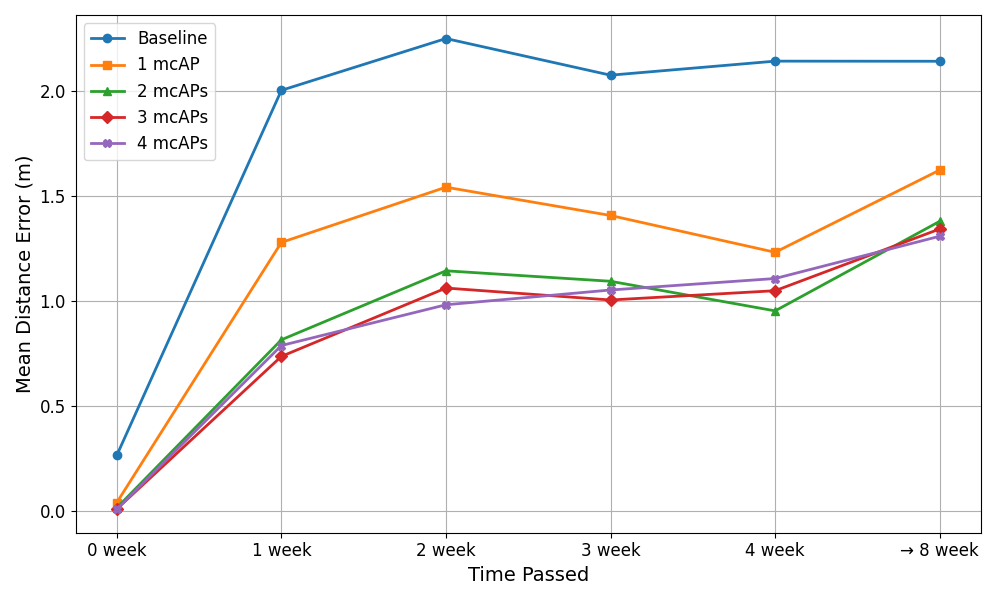 Baseline
1 mcAP
2 mcAPs
3 mcAPs
4 mcAPs
Mean Distance Error (m)
2.0
1.5
1.0
0.5
0.0
0 week
1 week
2 week
3 week
4 week
→ 8 week
Time Passed